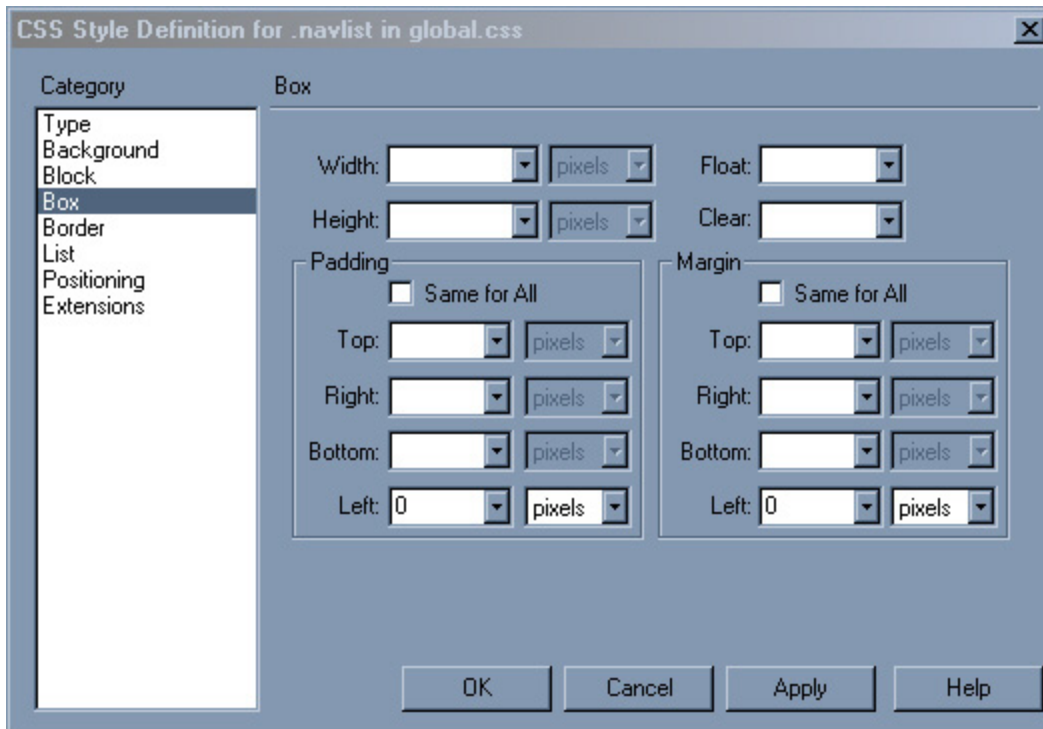 CSS Style Definition for .navlist in global.css
Category
Type
Background
Block
Box
Border
List
Positioning
Extensions
Box
Width: pixels Float:
Height: pixels Clear:
Padding
Same for All
Top: pixels
Right: pixels
Bottom: pixels
Left: 0 pixels
Margin
Same for All
Top: pixels
Right: pixels
Bottom: pixels
Left: 0 pixels
OK Cancel Apply Help